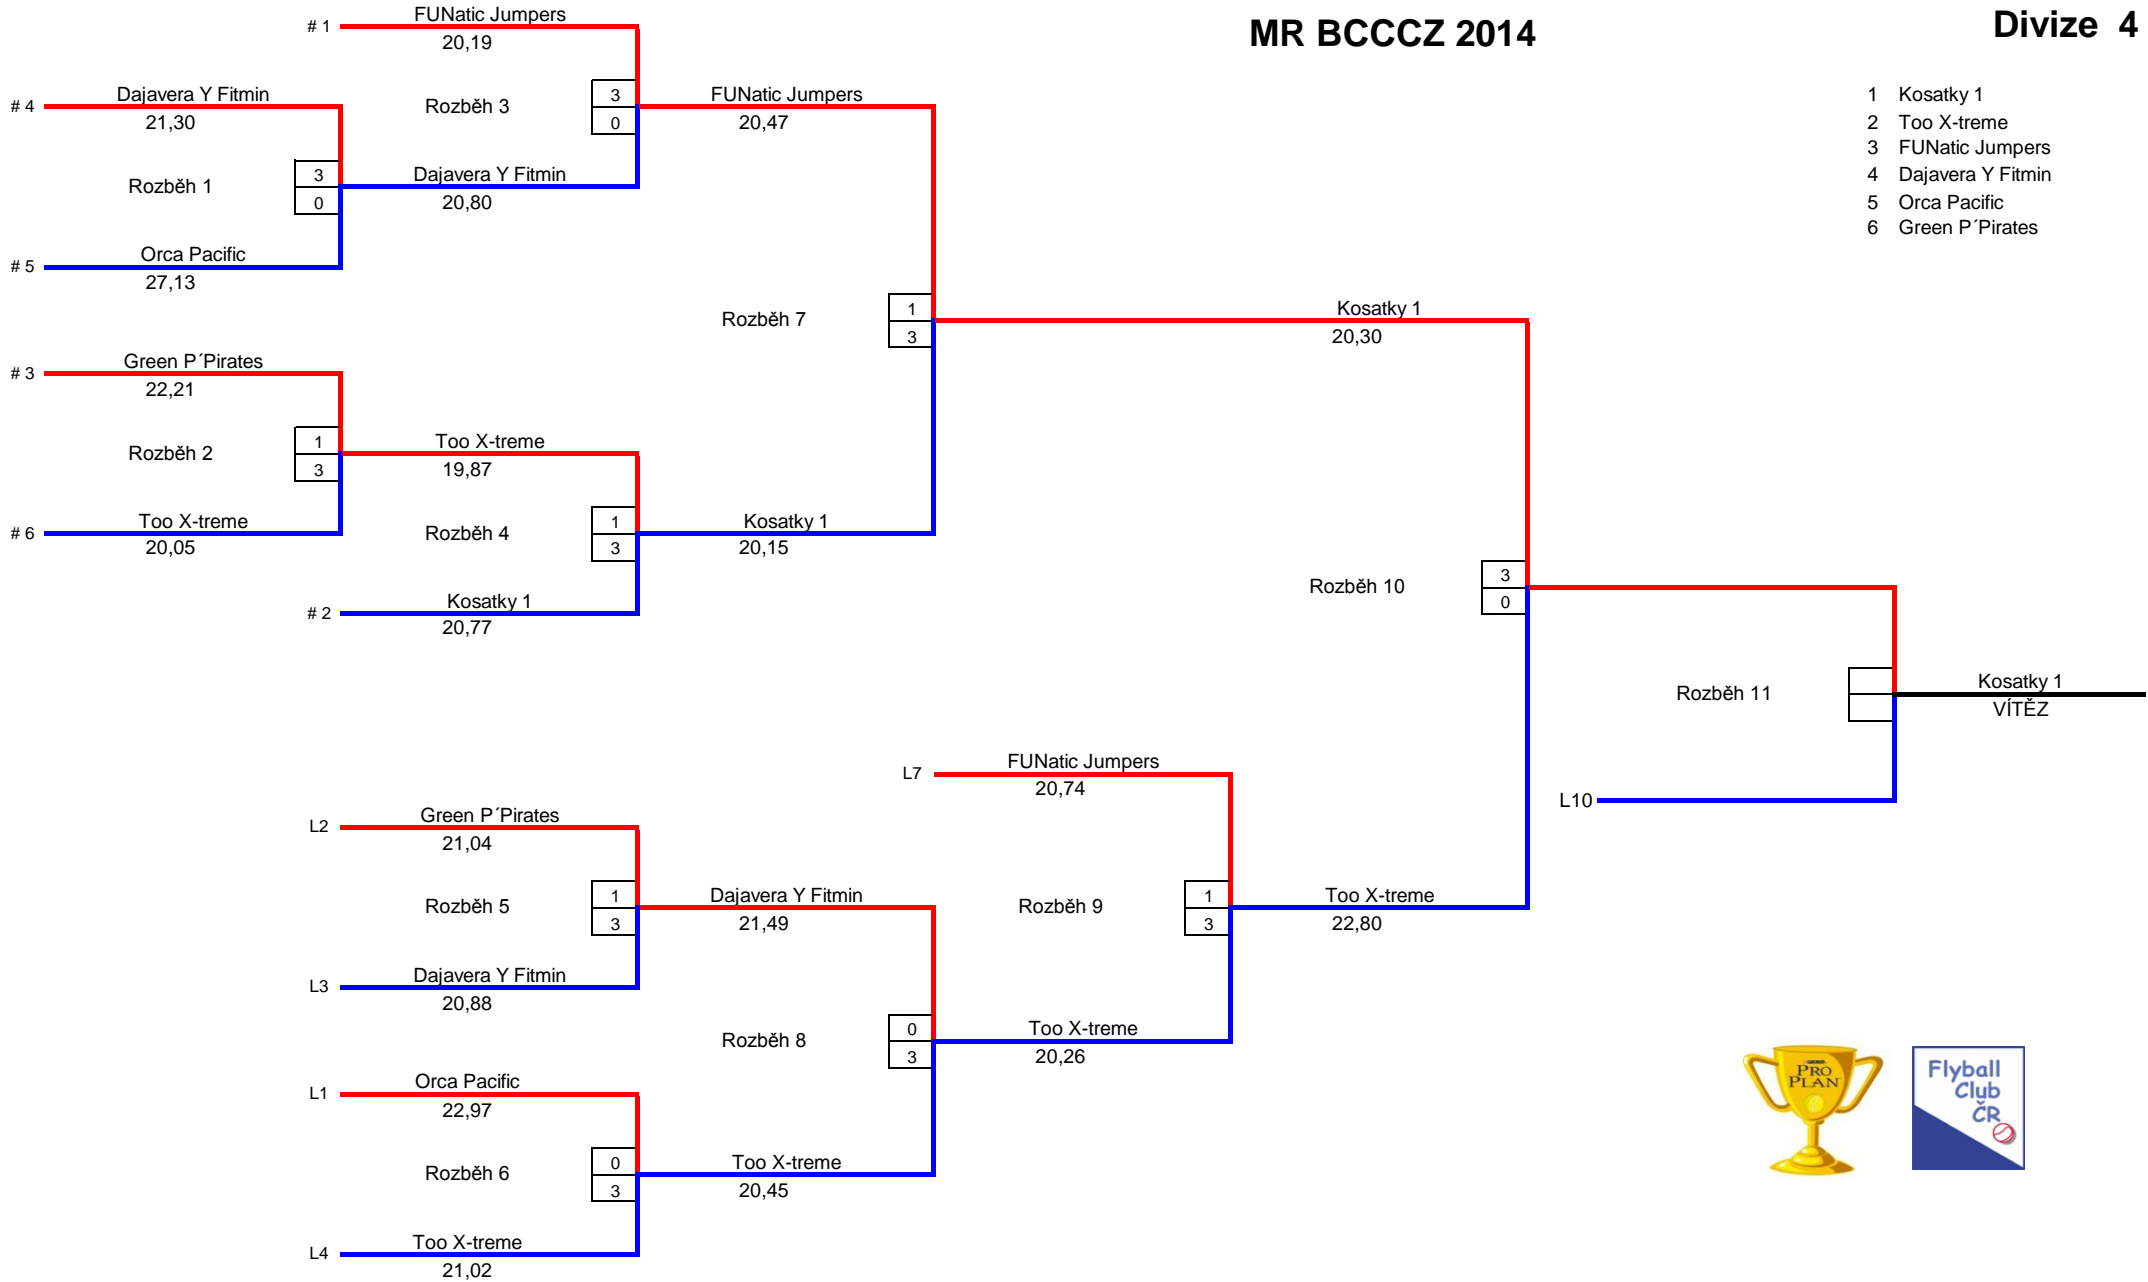 MR BCCCZ 2014
Divize 4
1 Kosatky 1
2 Too X-treme
3 FUNatic Jumpers
4 Dajavera Y Fitmin
5 Orca Pacific
6 Green P´Pirates
# 1
FUNatic Jumpers
20,19
# 4
Dajavera Y Fitmin
21,30
Rozběh 3
3
0
FUNatic Jumpers
20,47
Rozběh 1
3
0
Dajavera Y Fitmin
20,80
# 5
Orca Pacific
27,13
Rozběh 7
1
3
Kosatky 1
20,30
# 3
Green P´Pirates
22,21
Rozběh 2
1
3
Too X-treme
19,87
# 6
Too X-treme
20,05
Rozběh 4
1
3
Kosatky 1
20,15
# 2
Kosatky 1
20,77
Rozběh 10
3
0
Rozběh 11
Kosatky 1
VÍTĚZ
L7
FUNatic Jumpers
20,74
L10
L2
Green P´Pirates
21,04
Rozběh 5
1
3
Dajavera Y Fitmin
21,49
Rozběh 9
1
3
Too X-treme
22,80
L3
Dajavera Y Fitmin
20,88
Rozběh 8
0
3
Too X-treme
20,26
L1
Orca Pacific
22,97
Rozběh 6
0
3
Too X-treme
20,45
L4
Too X-treme
21,02
PRO
PLAN
Flyball
Club
ČR